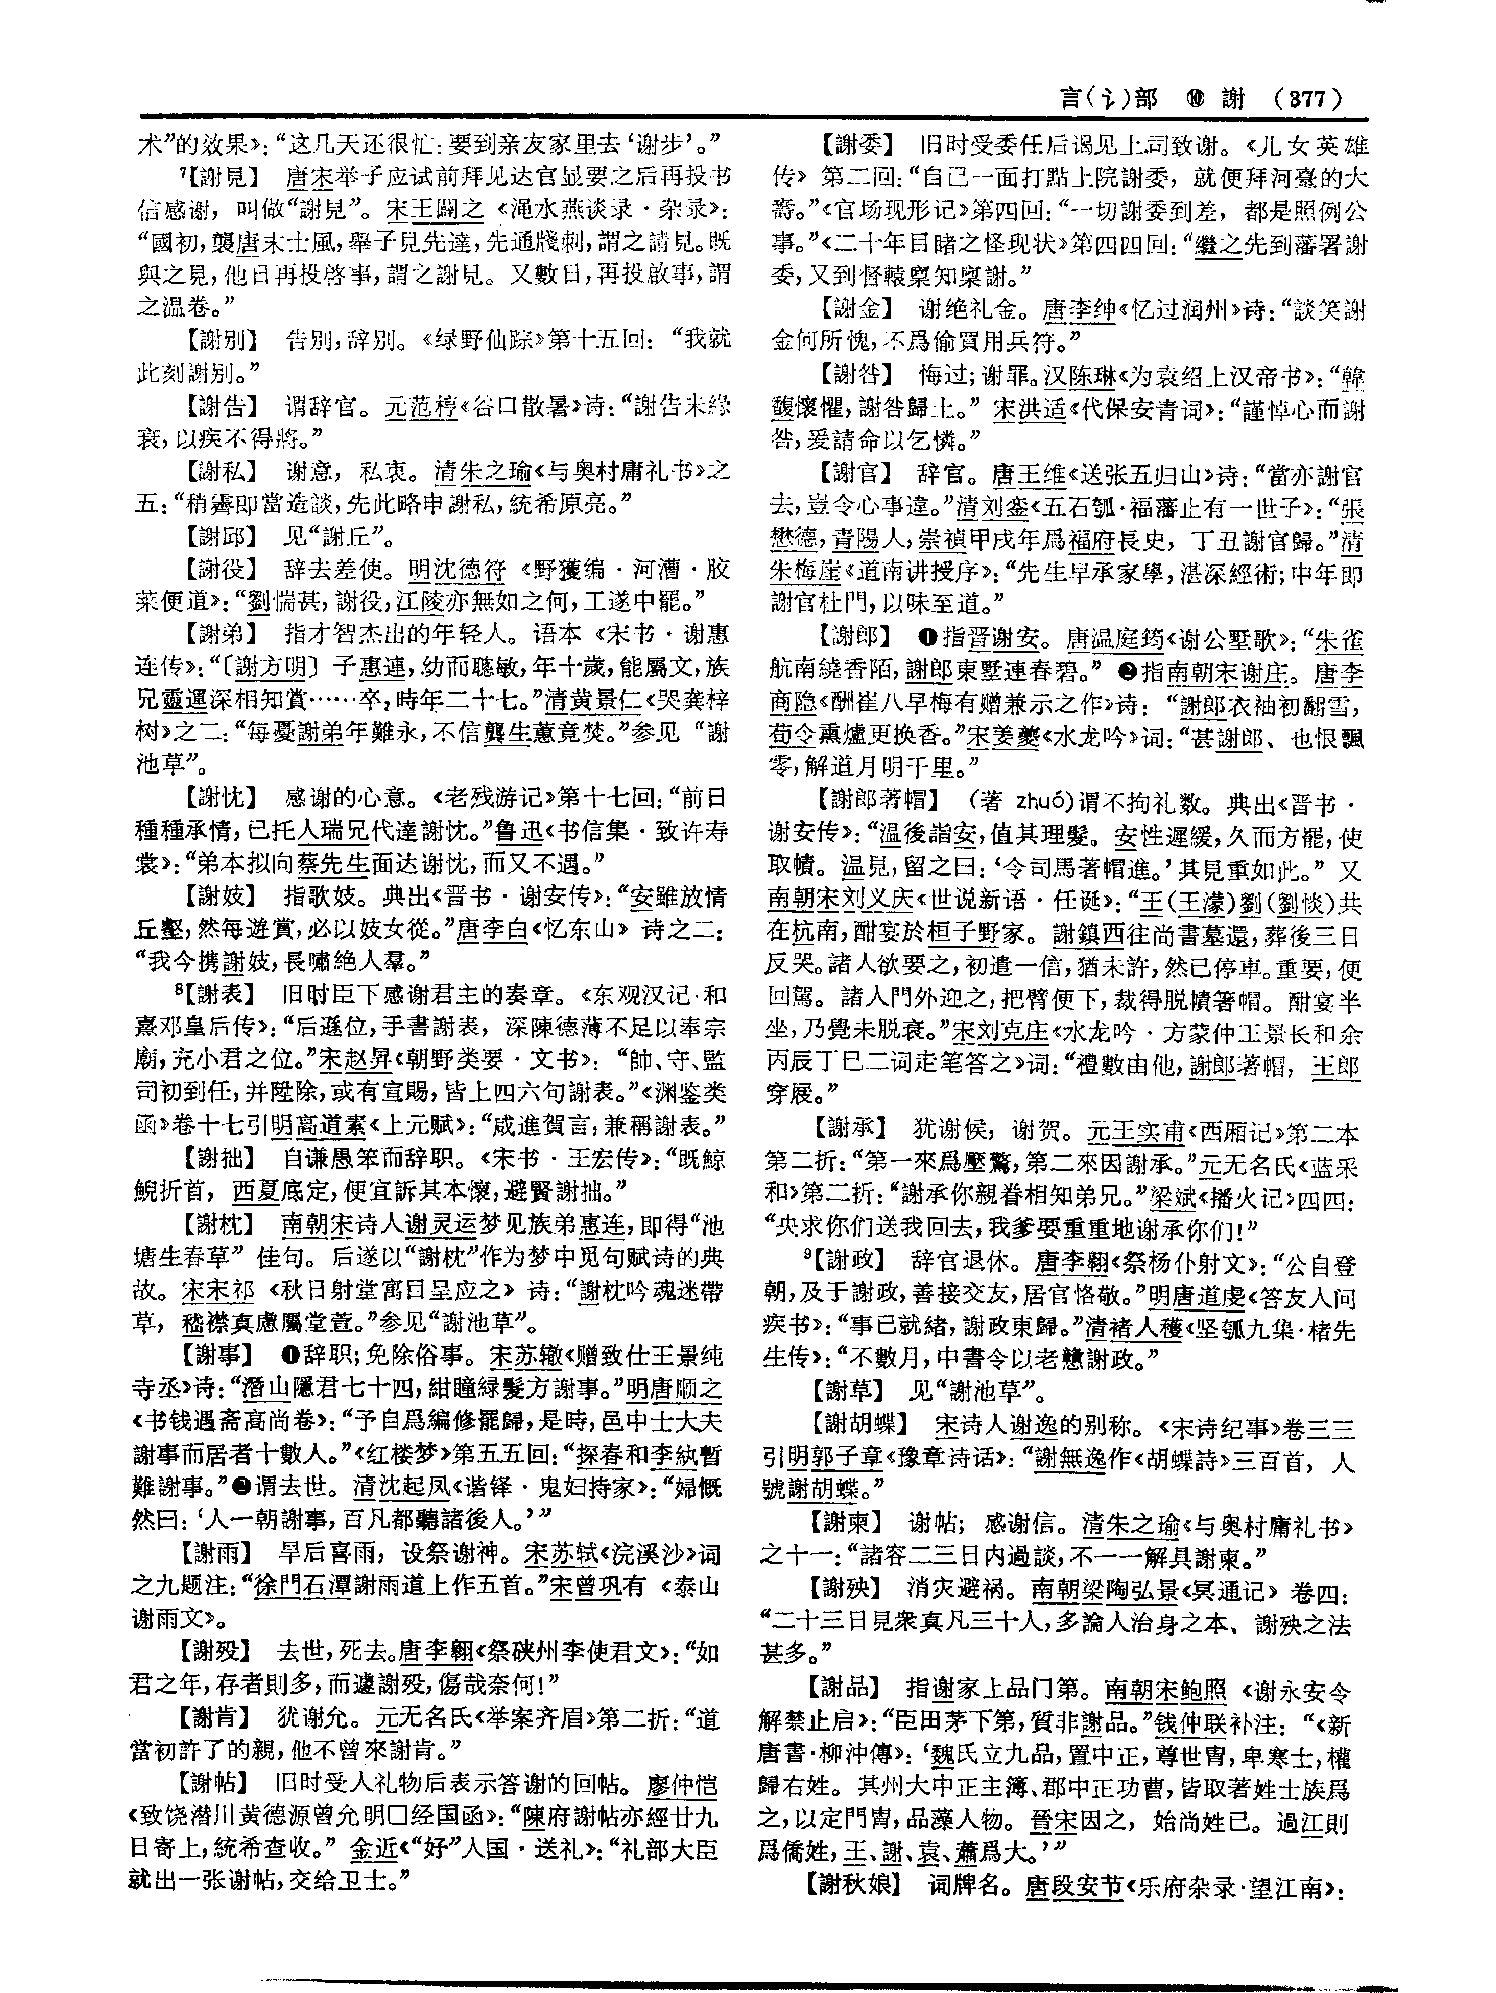 言(讠)部 ⑩ 謝 (377)
术”的效果》：“这几天还很忙：要到亲友家里去‘谢步’。”
7【謝見】 唐宋举子应试前拜见达官显要之后再投书
信感谢，叫做“謝見”。宋王闢之《渑水燕谈录·杂录》：
“國初，襲唐末士風，舉子見先達，先通牋刺，謂之請見。既
與之見，他日再投啓事，謂之謝見。又數日，再投啟事，謂
之温卷。”
【謝别】 告别，辞别。《绿野仙踪》第十五回：“我就
此刻謝别。”
【謝告】 谓辞官。元范梈《谷口散暑》诗：“謝告未緣
衰，以疾不得將。”
【謝私】 谢意，私衷。清朱之瑜《与奥村庸礼书》之
五：“稍霽即當造談，先此略申謝私，統希原亮。”
【謝邱】 见“謝丘”。
【謝役】 辞去差使。明沈德符《野獲编·河漕·胶
莱便道》：“劉惴甚，謝役，江陵亦無如之何，工遂中罷。”
【謝弟】 指才智杰出的年轻人。语本《宋书·谢惠
连传》：“〔謝方明〕子惠連，幼而聰敏，年十歲，能屬文，族
兄靈運深相知賞……卒，時年二十七。”清黄景仁《哭龚梓
树》之二：“每憂謝弟年難永，不信龔生蕙竟焚。”参见“謝
池草”。
【謝忱】 感谢的心意。《老残游记》第十七回：“前日
種種承情，已托人瑞兄代達謝忱。”鲁迅《书信集·致许寿
裳》：“弟本拟向蔡先生面达谢忱，而又不遇。”
【謝妓】 指歌妓。典出《晋书·谢安传》：“安雖放情
丘壑，然每遊賞，必以妓女從。”唐李白《忆东山》诗之二：
“我今携謝妓，長嘯絶人羣。”
8【謝表】 旧时臣下感谢君主的奏章。《东观汉记·和
熹邓皇后传》：“后遜位，手書謝表，深陳德薄不足以奉宗
廟，充小君之位。”宋赵昇《朝野类要·文书》：“帥、守、監
司初到任，并陞除，或有宣賜，皆上四六句謝表。”《渊鉴类
函》卷十七引明高道素《上元赋》：“咸進賀言，兼稱謝表。”
【謝拙】 自谦愚笨而辞职。《宋书·王宏传》：“既鯨
鯢折首，西夏底定，便宜訴其本懷，避賢謝拙。”
【謝枕】 南朝宋诗人谢灵运梦见族弟惠连，即得“池
塘生春草”佳句。后遂以“謝枕”作为梦中觅句赋诗的典
故。宋宋祁《秋日射堂寓目呈应之》诗：“謝枕吟魂迷帶
草，嵇襟真慮屬堂萱。”参见“謝池草”。
【謝事】 ❶辞职；免除俗事。宋苏辙《赠致仕王景纯
寺丞》诗：“潛山隱君七十四，紺瞳緑髮方謝事。”明唐顺之
《书钱遇斋高尚卷》：“予自爲編修罷歸，是時，邑中士大夫
謝事而居者十數人。”《红楼梦》第五五回：“探春和李紈暫
難謝事。”❷谓去世。清沈起凤《谐铎·鬼妇持家》：“婦慨
然曰：‘人一朝謝事，百凡都聽諸後人。’”
【謝雨】 旱后喜雨，设祭谢神。宋苏轼《浣溪沙》词
之九题注：“徐門石潭謝雨道上作五首。”宋曾巩有《泰山
谢雨文》。
【謝殁】 去世，死去。唐李翱《祭硖州李使君文》：“如
君之年，存者則多，而遽謝殁，傷哉奈何！”
【謝肯】 犹谢允。元无名氏《举案齐眉》第二折：“道
當初許了的親，他不曾來謝肯。”
【謝帖】 旧时受人礼物后表示答谢的回帖。廖仲恺
《致饶潜川黄德源曾允明□经国函》：“陳府謝帖亦經廿九
日寄上，統希查收。”金近《“好”人国·送礼》：“礼部大臣
就出一张谢帖，交给卫士。”
【謝委】 旧时受委任后谒见上司致谢。《儿女英雄
传》第二回：“自己一面打點上院謝委，就便拜河臺的大
壽。”《官场现形记》第四回：“一切謝委到差，都是照例公
事。”《二十年目睹之怪现状》第四四回：“繼之先到藩署謝
委，又到督轅稟知稟謝。”
【謝金】 谢绝礼金。唐李绅《忆过润州》诗：“談笑謝
金何所愧，不爲偷買用兵符。”
【謝咎】 悔过；谢罪。汉陈琳《为袁绍上汉帝书》：“韓
馥懷懼，謝咎歸土。”宋洪适《代保安青词》：“謹悼心而謝
咎，爰請命以乞憐。”
【謝官】 辞官。唐王维《送张五归山》诗：“當亦謝官
去，豈令心事違。”清刘銮《五石瓠·福藩止有一世子》：“張
懋德，青陽人，崇禎甲戌年爲福府長史，丁丑謝官歸。”清
朱梅崖《道南讲授序》：“先生早承家學，湛深經術；中年即
謝官杜門，以味至道。”
【謝郎】 ❶指晋谢安。唐温庭筠《谢公墅歌》：“朱雀
航南繞香陌，謝郎東墅連春碧。”❷指南朝宋谢庄。唐李
商隐《酬崔八早梅有赠兼示之作》诗：“謝郎衣袖初翻雪，
荀令熏爐更换香。”宋姜夔《水龙吟》词：“甚謝郎、也恨飄
零，解道月明千里。”
【謝郎著帽】 （著 zhuó）谓不拘礼数。典出《晋书·
谢安传》：“温後詣安，值其理髮。安性遲緩，久而方罷，使
取幘。温見，留之曰：‘令司馬著帽進。’其見重如此。”又
南朝宋刘义庆《世说新语·任诞》：“王（王濛）劉（劉惔）共
在杭南，酣宴於桓子野家。謝鎮西往尚書墓還，葬後三日
反哭。諸人欲要之，初遣一信，猶未許，然已停車。重要，便
回駕。諸人門外迎之，把臂便下，裁得脱幘箸帽。酣宴半
坐，乃覺未脱衰。”宋刘克庄《水龙吟·方蒙仲王景长和余
丙辰丁巳二词走笔答之》词：“禮數由他，謝郎著帽，王郎
穿屐。”
【謝承】 犹谢候，谢贺。元王实甫《西厢记》第二本
第二折：“第一來爲壓驚，第二來因謝承。”元无名氏《蓝采
和》第二折：“謝承你親眷相知弟兄。”梁斌《播火记》四四：
“央求你们送我回去，我爹要重重地谢承你们！”
9【謝政】 辞官退休。唐李翱《祭杨仆射文》：“公自登
朝，及于謝政，善接交友，居官恪敬。”明唐道虔《答友人问
疾书》：“事已就緒，謝政東歸。”清褚人穫《坚瓠九集·楮先
生传》：“不數月，中書令以老戆謝政。”
【謝草】 见“謝池草”。
【謝胡蝶】 宋诗人谢逸的别称。《宋诗纪事》卷三三
引明郭子章《豫章诗话》：“謝無逸作《胡蝶詩》三百首，人
號謝胡蝶。”
【謝柬】 谢帖；感谢信。清朱之瑜《与奥村庸礼书》
之十一：“諸容二三日内過談，不一一解具謝柬。”
【謝殃】 消灾避祸。南朝梁陶弘景《冥通记》卷四：
“二十三日見衆真凡三十人，多論人治身之本、謝殃之法
甚多。”
【謝品】 指谢家上品门第。南朝宋鲍照《谢永安令
解禁止启》：“臣田茅下第，質非謝品。”钱仲联补注：“《新
唐書·柳沖傳》：‘魏氏立九品，置中正，尊世胄，卑寒士，權
歸右姓。其州大中正主簿、郡中正功曹，皆取著姓士族爲
之，以定門胄，品藻人物。晉宋因之，始尚姓已。過江則
爲僑姓，王、謝、袁、蕭爲大。’”
【謝秋娘】 词牌名。唐段安节《乐府杂录·望江南》：